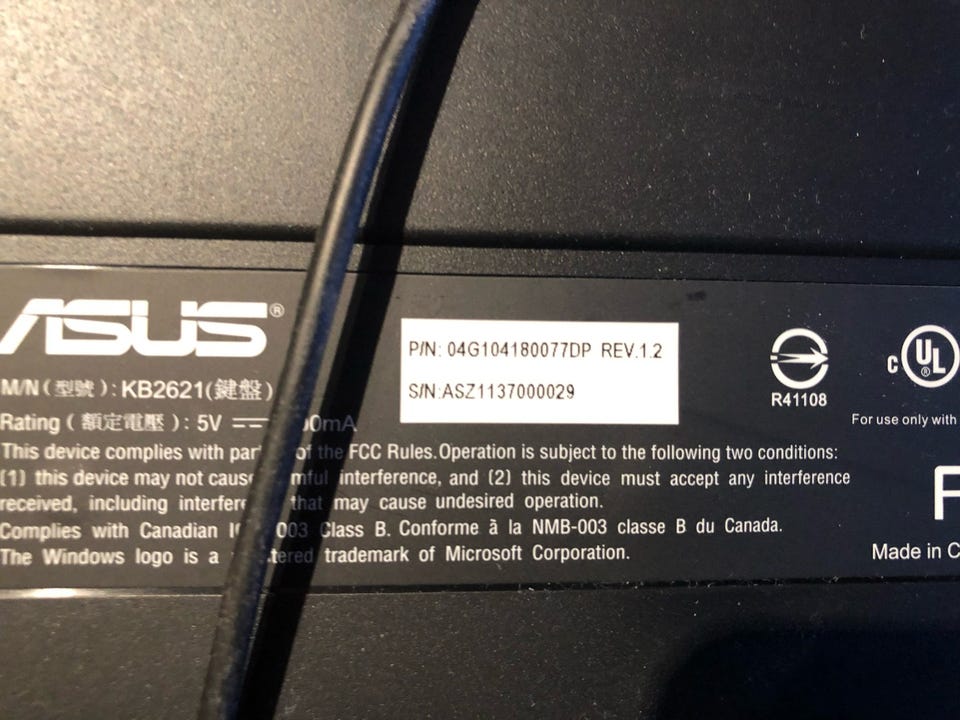 ASUS®
M/N(型號): KB2621(鍵盤)
Rating(額定電壓): 5V 0mA
This device complies with part of the FCC Rules. Operation is subject to the following two conditions:
(1) this device may not cause interference, and (2) this device must accept any interference
received, including that may cause undesired operation.
Complies with Canadian 003 Class B. Conforme à la NMB-003 classe B du Canada.
The Windows logo is a trademark of Microsoft Corporation.
P/N: 04G104180077DP REV.1.2
S/N:ASZ1137000029
R41108
c UL ®
For use only with
Made in